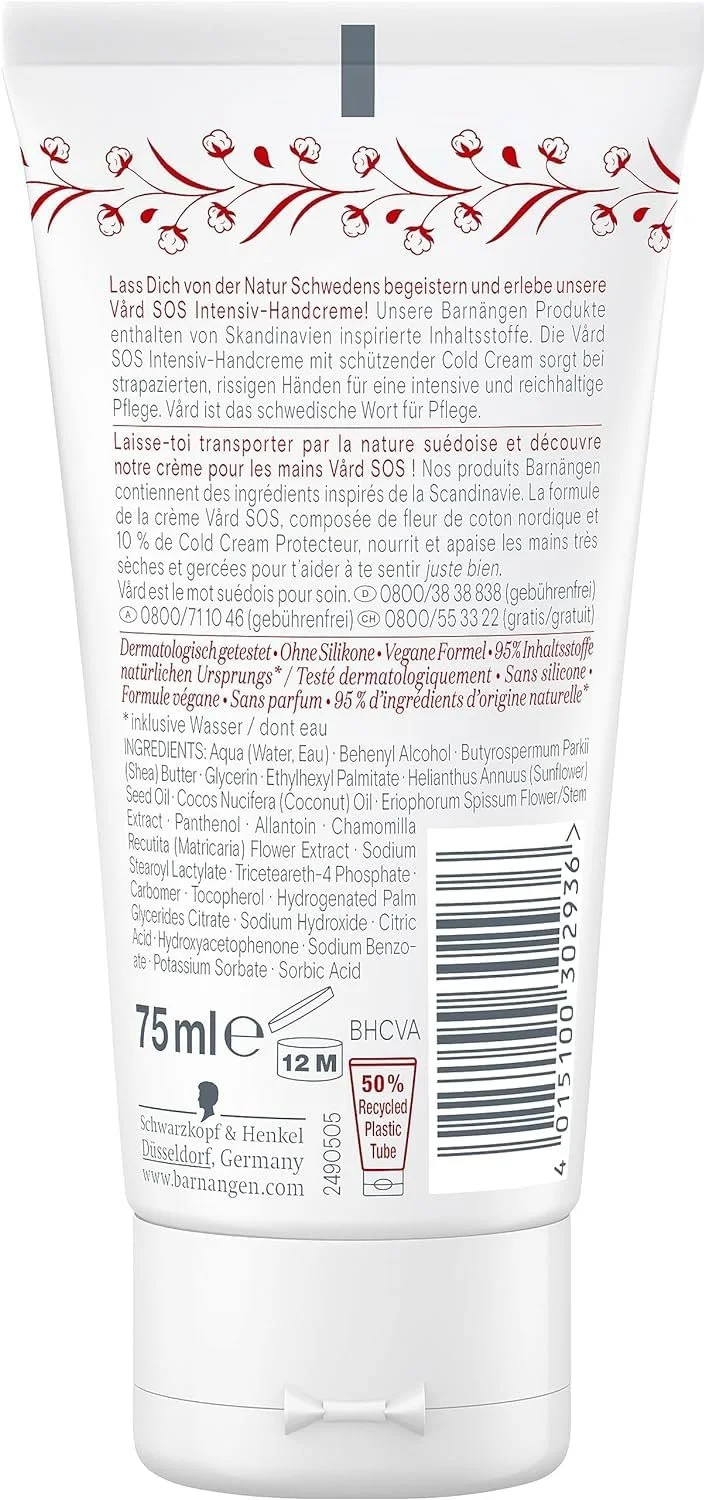 Lass Dich von der Natur Schwedens begeistern und erlebe unsere
Vård SOS Intensiv-Handcreme! Unsere Barnängen Produkte
enthalten von Skandinavien inspirierte Inhaltsstoffe. Die Vård
SOS Intensiv-Handcreme mit schützender Cold Cream sorgt bei
strapazierten, rissigen Händen für eine intensive und reichhaltige
Pflege. Vård ist das schwedische Wort für Pflege.
Laisse-toi transporter par la nature suédoise et découvre
notre crème pour les mains Vård SOS ! Nos produits Barnängen
contiennent des ingrédients inspirés de la Scandinavie. La formule
de la crème Vård SOS, composée de fleur de coton nordique et
10 % de Cold Cream Protecteur, nourrit et apaise les mains très
sèches et gercées pour t'aider à te sentir juste bien.
Vård est le mot suédois pour soin. D 0800/38 38 838 (gebührenfrei)
A 0800/71 10 46 (gebührenfrei) CH 0800/55 33 22 (gratis/gratuit)
Dermatologisch getestet • Ohne Silikone • Vegane Formel • 95% Inhaltsstoffe
natürlichen Ursprungs* / Testé dermatologiquement • Sans silicone •
Formule végane • Sans parfum • 95 % d'ingrédients d'origine naturelle*
*inklusive Wasser / dont eau
INGREDIENTS: Aqua (Water, Eau) · Behenyl Alcohol · Butyrospermum Parkii
(Shea) Butter · Glycerin · Ethylhexyl Palmitate · Helianthus Annuus (Sunflower)
Seed Oil · Cocos Nucifera (Coconut) Oil · Eriophorum Spissum Flower/Stem
Extract · Panthenol · Allantoin · Chamomilla
Recutita (Matricaria) Flower Extract · Sodium
Stearoyl Lactylate · Triceteareth-4 Phosphate ·
Carbomer · Tocopherol · Hydrogenated Palm
Glycerides Citrate · Sodium Hydroxide · Citric
Acid · Hydroxyacetophenone · Sodium Benzo-
ate · Potassium Sorbate · Sorbic Acid
75 ml e
12 M
BHCVA
50%
Recycled
Plastic
Tube
2490505
Schwarzkopf & Henkel
Düsseldorf, Germany
www.barnangen.com
4 015100 302936 >